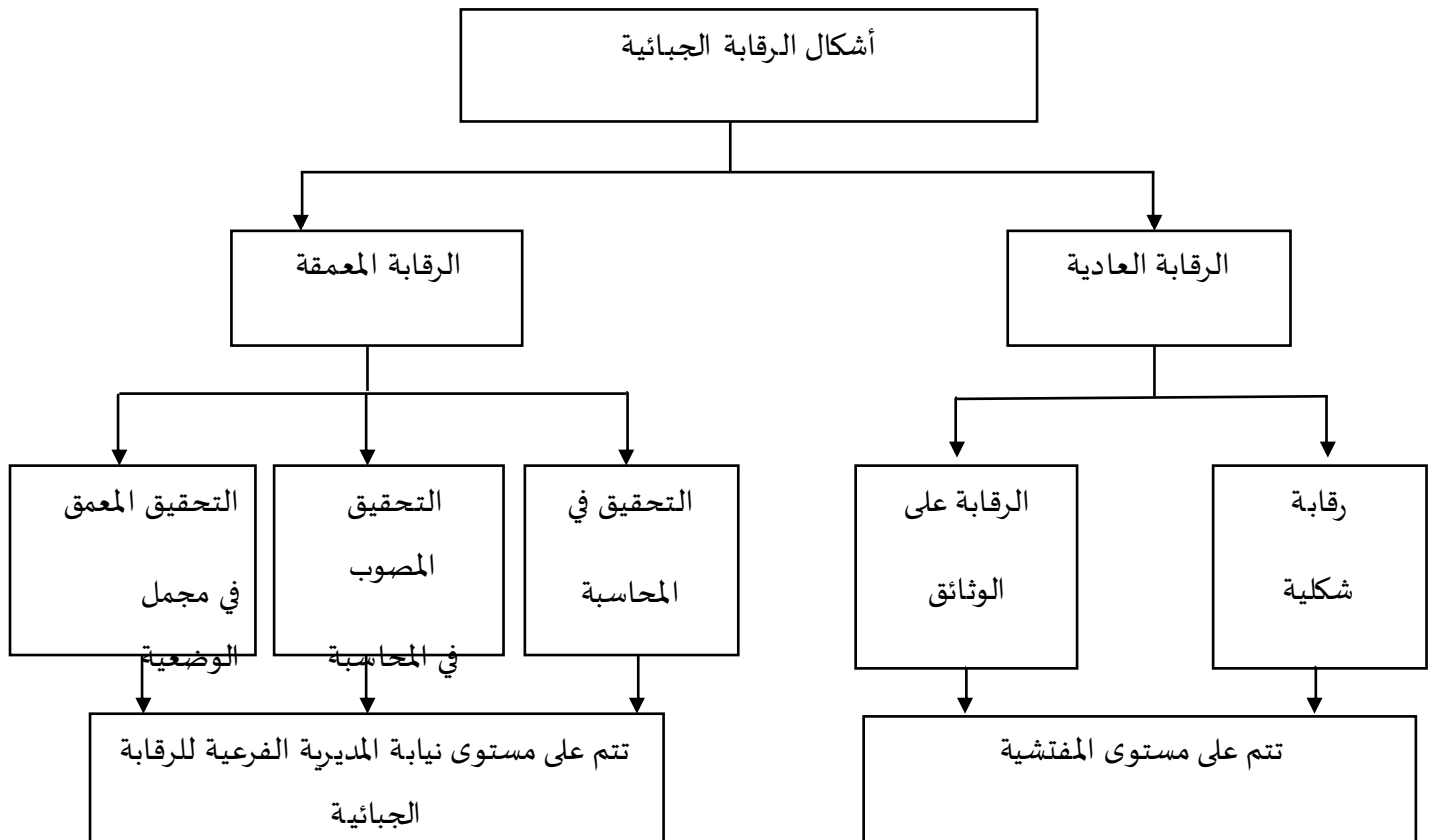 أشكال الرقابة الجبائية
الرقابة العادية
الرقابة المعمقة
رقابة
شكلية
الرقابة على
الوثائق
التحقيق في
المحاسبة
التحقيق
المصوب
في المحاسبة
التحقيق المعمق
في مجمل
الوضعية
تتم على مستوى المفتشية
تتم على مستوى نيابة المديرية الفرعية للرقابة
الجبائية